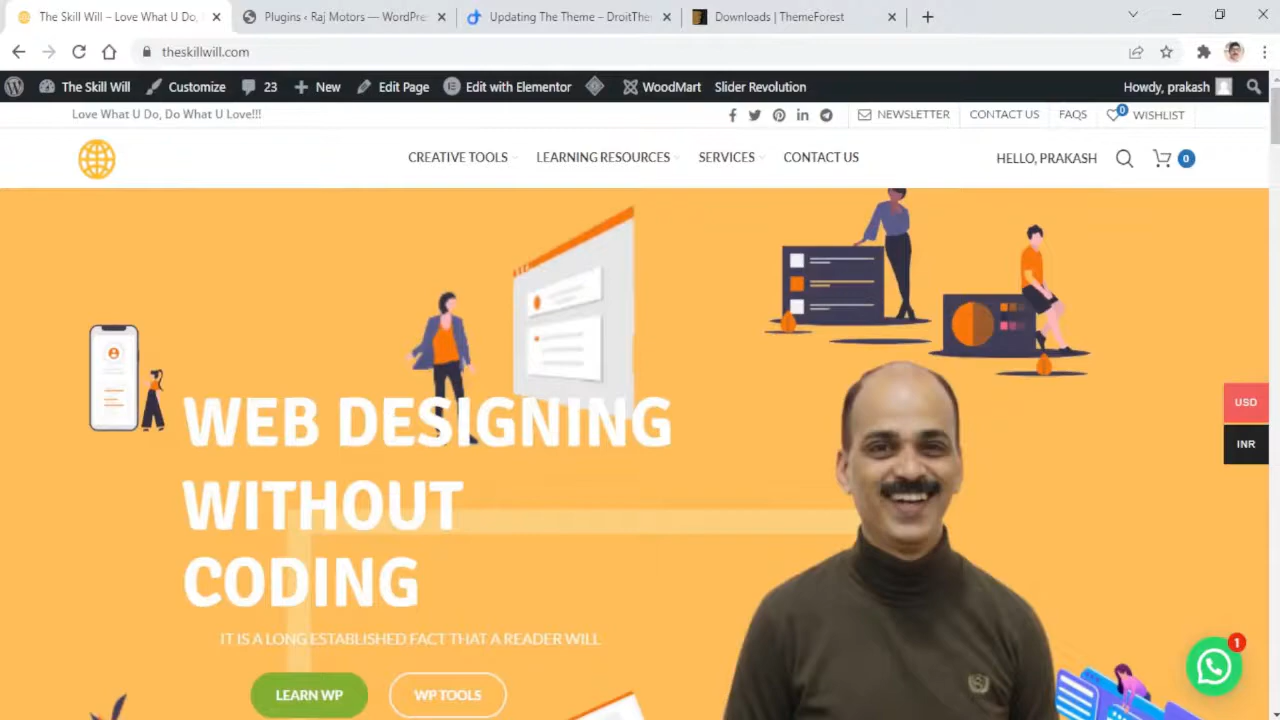 The Skill Will – Love What U Do,
Plugins ‹ Raj Motors — WordPre
Updating The Theme – DroitThe
Downloads | ThemeForest
theskillwill.com
The Skill Will
Customize
23
New
Edit Page
Edit with Elementor
WoodMart
Slider Revolution
Howdy, prakash
Love What U Do, Do What U Love!!!
NEWSLETTER
CONTACT US
FAQS
0
WISHLIST
CREATIVE TOOLS
LEARNING RESOURCES
SERVICES
CONTACT US
HELLO, PRAKASH
0
WEB DESIGNING
WITHOUT
CODING
IT IS A LONG ESTABLISHED FACT THAT A READER WILL
LEARN WP
WP TOOLS
USD
INR
1